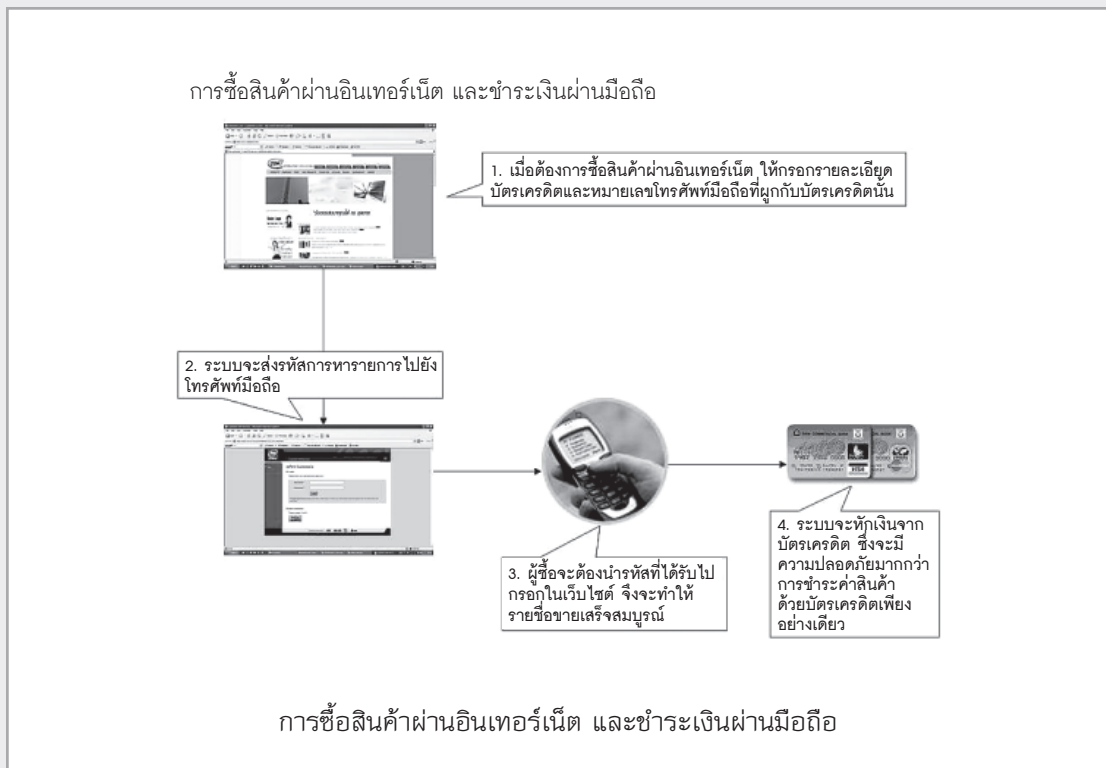 การซื้อสินค้าผ่านอินเทอร์เน็ต และชำระเงินผ่านมือถือ
1. เมื่อต้องการซื้อสินค้าผ่านอินเทอร์เน็ต ให้กรอกรายละเอียด
บัตรเครดิตและหมายเลขโทรศัพท์มือถือที่ผูกกับบัตรเครดิตนั้น
2. ระบบจะส่งรหัสการหารายการไปยัง
โทรศัพท์มือถือ
3. ผู้ซื้อจะต้องนำรหัสที่ได้รับไป
กรอกในเว็บไซต์ จึงจะทำให้
รายชื่อขายเสร็จสมบูรณ์
4. ระบบจะหักเงินจาก
บัตรเครดิต ซึ่งจะมี
ความปลอดภัยมากกว่า
การชำระค่าสินค้า
ด้วยบัตรเครดิตเพียง
อย่างเดียว
การซื้อสินค้าผ่านอินเทอร์เน็ต และชำระเงินผ่านมือถือ